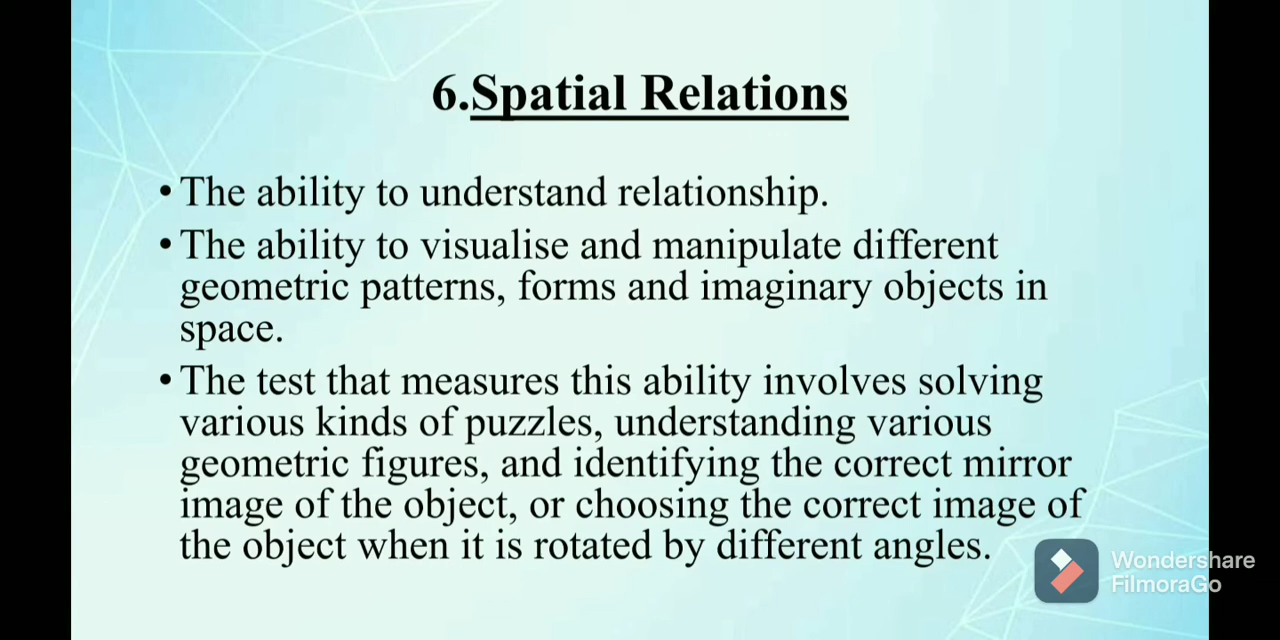 6.Spatial Relations
• The ability to understand relationship.
• The ability to visualise and manipulate different
geometric patterns, forms and imaginary objects in
space.
• The test that measures this ability involves solving
various kinds of puzzles, understanding various
geometric figures, and identifying the correct mirror
image of the object, or choosing the correct image of
the object when it is rotated by different angles.
Wondershare
FilmoraGo